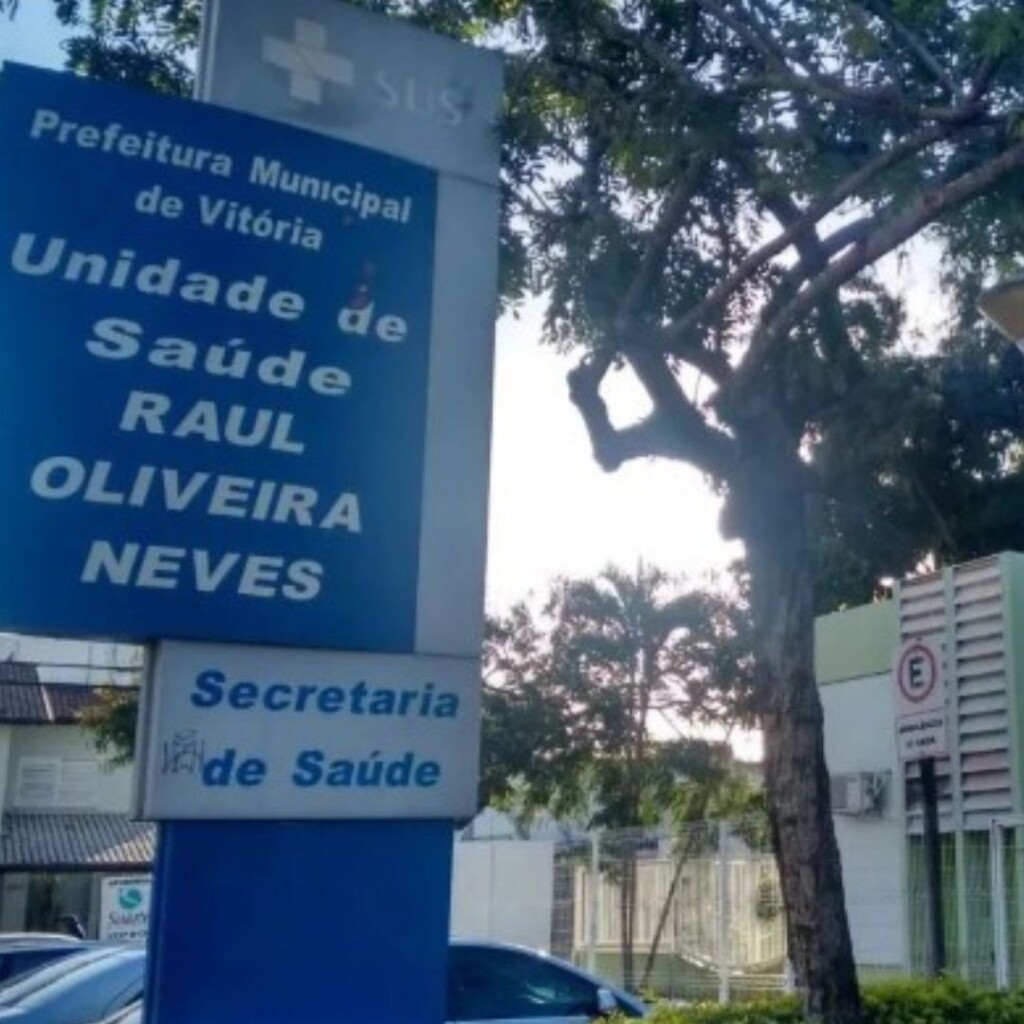 SUS
Prefeitura Municipal
de Vitória
Unidade de
Saúde
RAUL
OLIVEIRA
NEVES
Secretaria
de Saúde
E